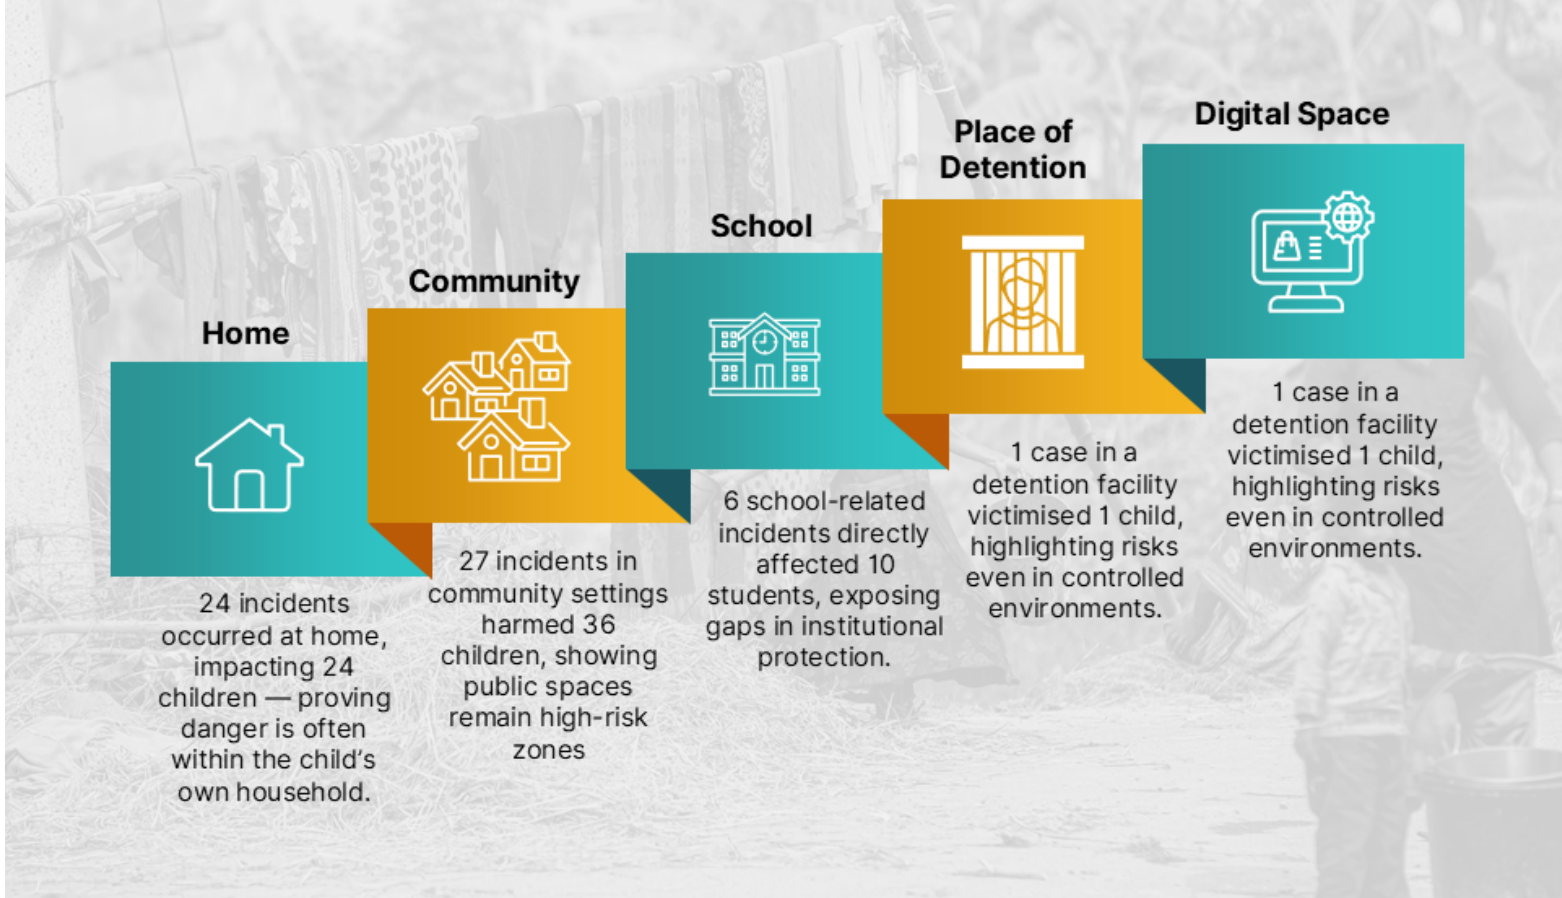 Home
24 incidents
occurred at home,
impacting 24
children — proving
danger is often
within the child's
own household.
Community
27 incidents in
community settings
harmed 36
children, showing
public spaces
remain high-risk
zones
School
6 school-related
incidents directly
affected 10
students, exposing
gaps in institutional
protection.
Place of
Detention
1 case in a
detention facility
victimised 1 child,
highlighting risks
even in controlled
environments.
Digital Space
1 case in a
detention facility
victimised 1 child,
highlighting risks
even in controlled
environments.